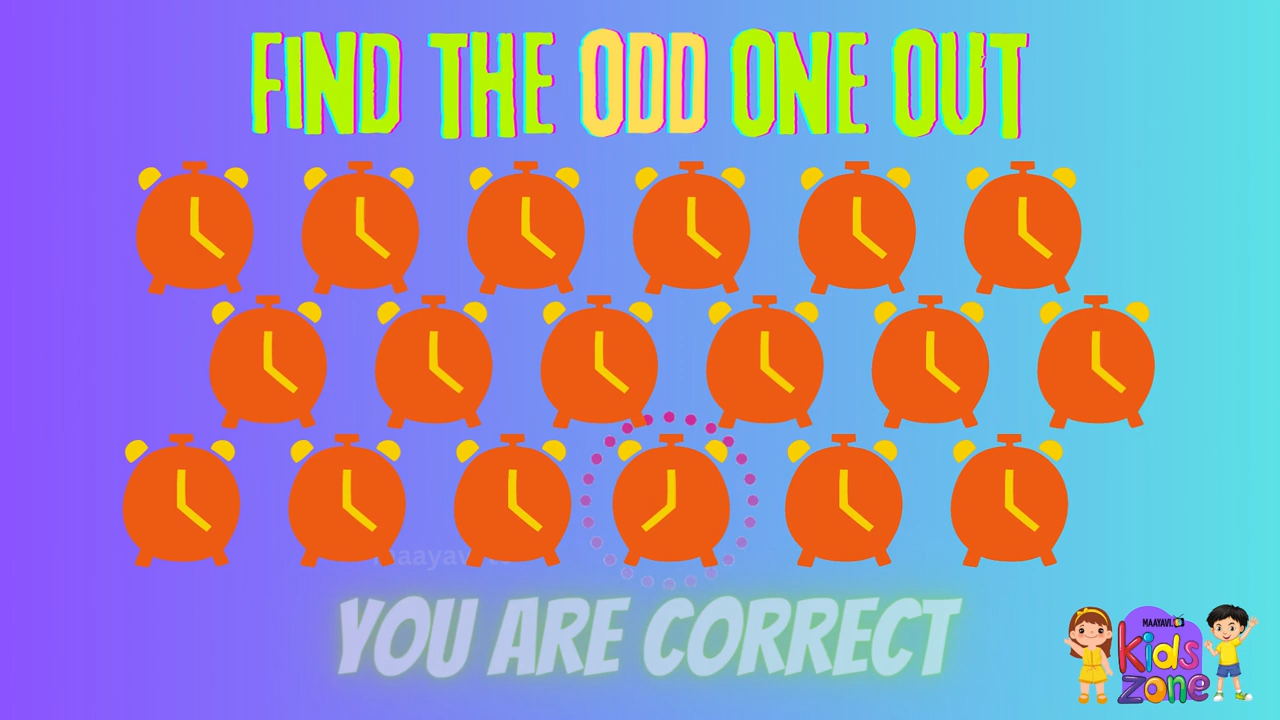 FIND THE ODD ONE OUT
YOU ARE CORRECT
MAAYAVI
Kids
zone